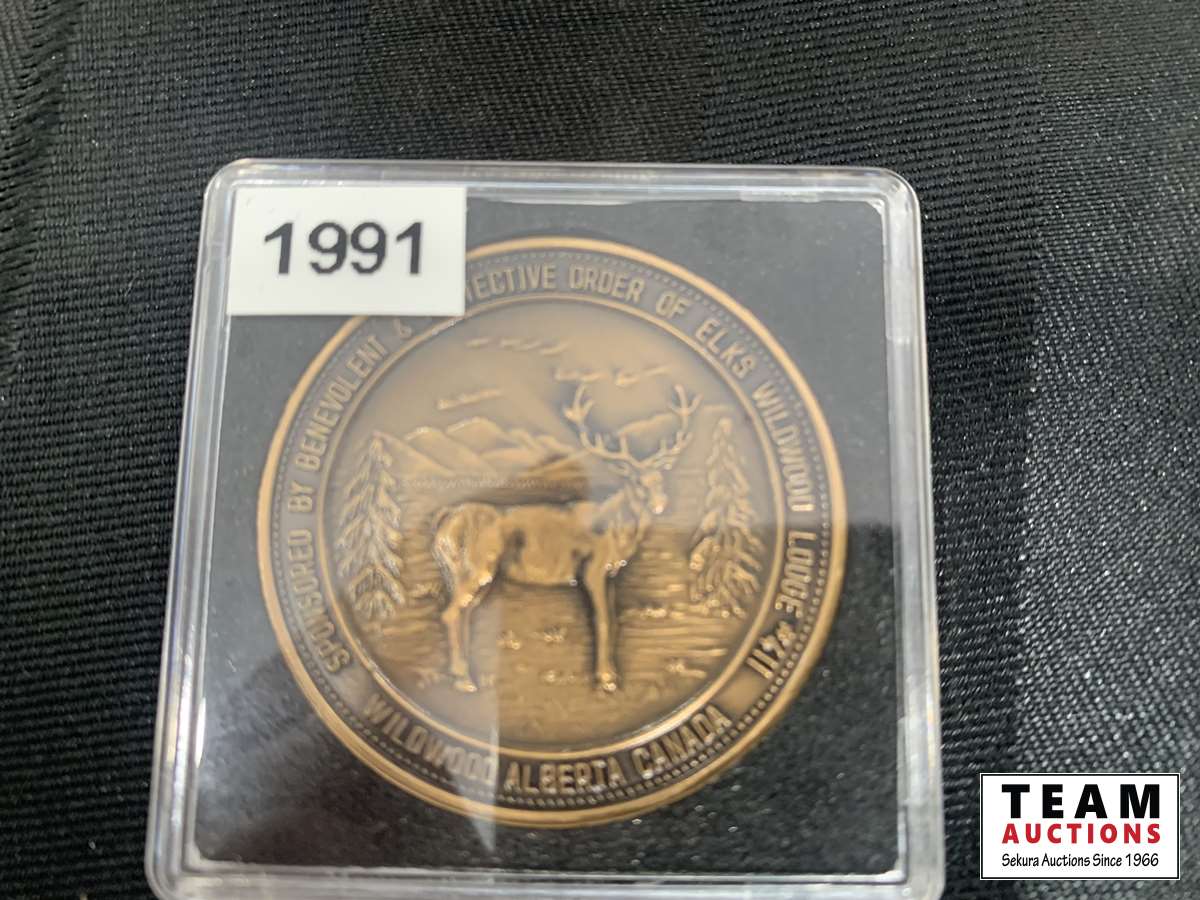 1991
SPONSORED BY BENEVOLENT & TECTIVE ORDER OF ELKS WILDWOOD LODGE #411
WILDWOOD ALBERTA CANADA
TEAM
AUCTIONS
Sekura Auctions Since 1966